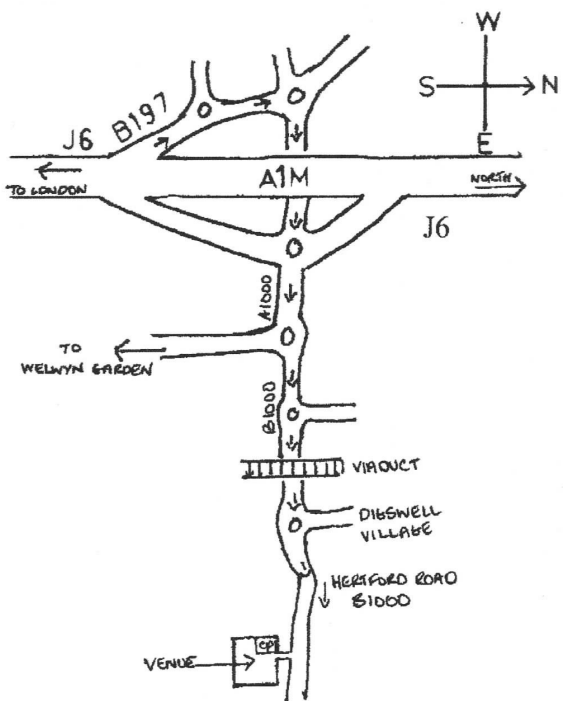 W
S
N
E
J6
B197
TO LONDON
A1M
NORTH
J6
A1000
TO
WELWYN GARDEN
B1000
VIADUCT
DIGSWELL
VILLAGE
HERTFORD ROAD
B1000
CP
VENUE